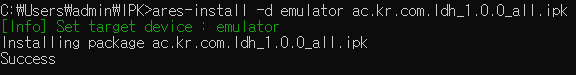 C:₩Users₩admin₩IPK>ares-install -d emulator ac.kr.com.ldh_1.0.0_all.ipk
[Info] Set target device : emulator
Installing package ac.kr.com.ldh_1.0.0_all.ipk
Success